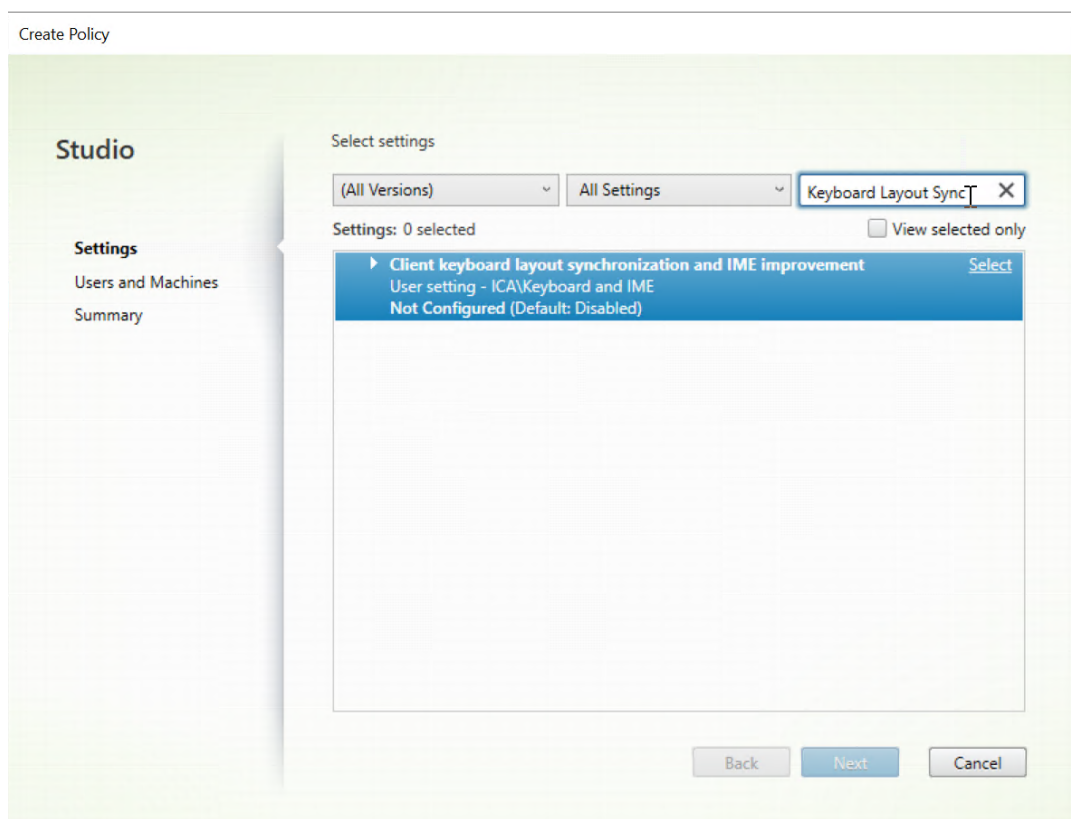 Create Policy
Studio
Settings
Users and Machines
Summary
Select settings
(All Versions)
All Settings
Keyboard Layout Sync
Settings: 0 selected
View selected only
Client keyboard layout synchronization and IME improvement
Select
User setting - ICA\Keyboard and IME
Not Configured (Default: Disabled)
Back
Next
Cancel